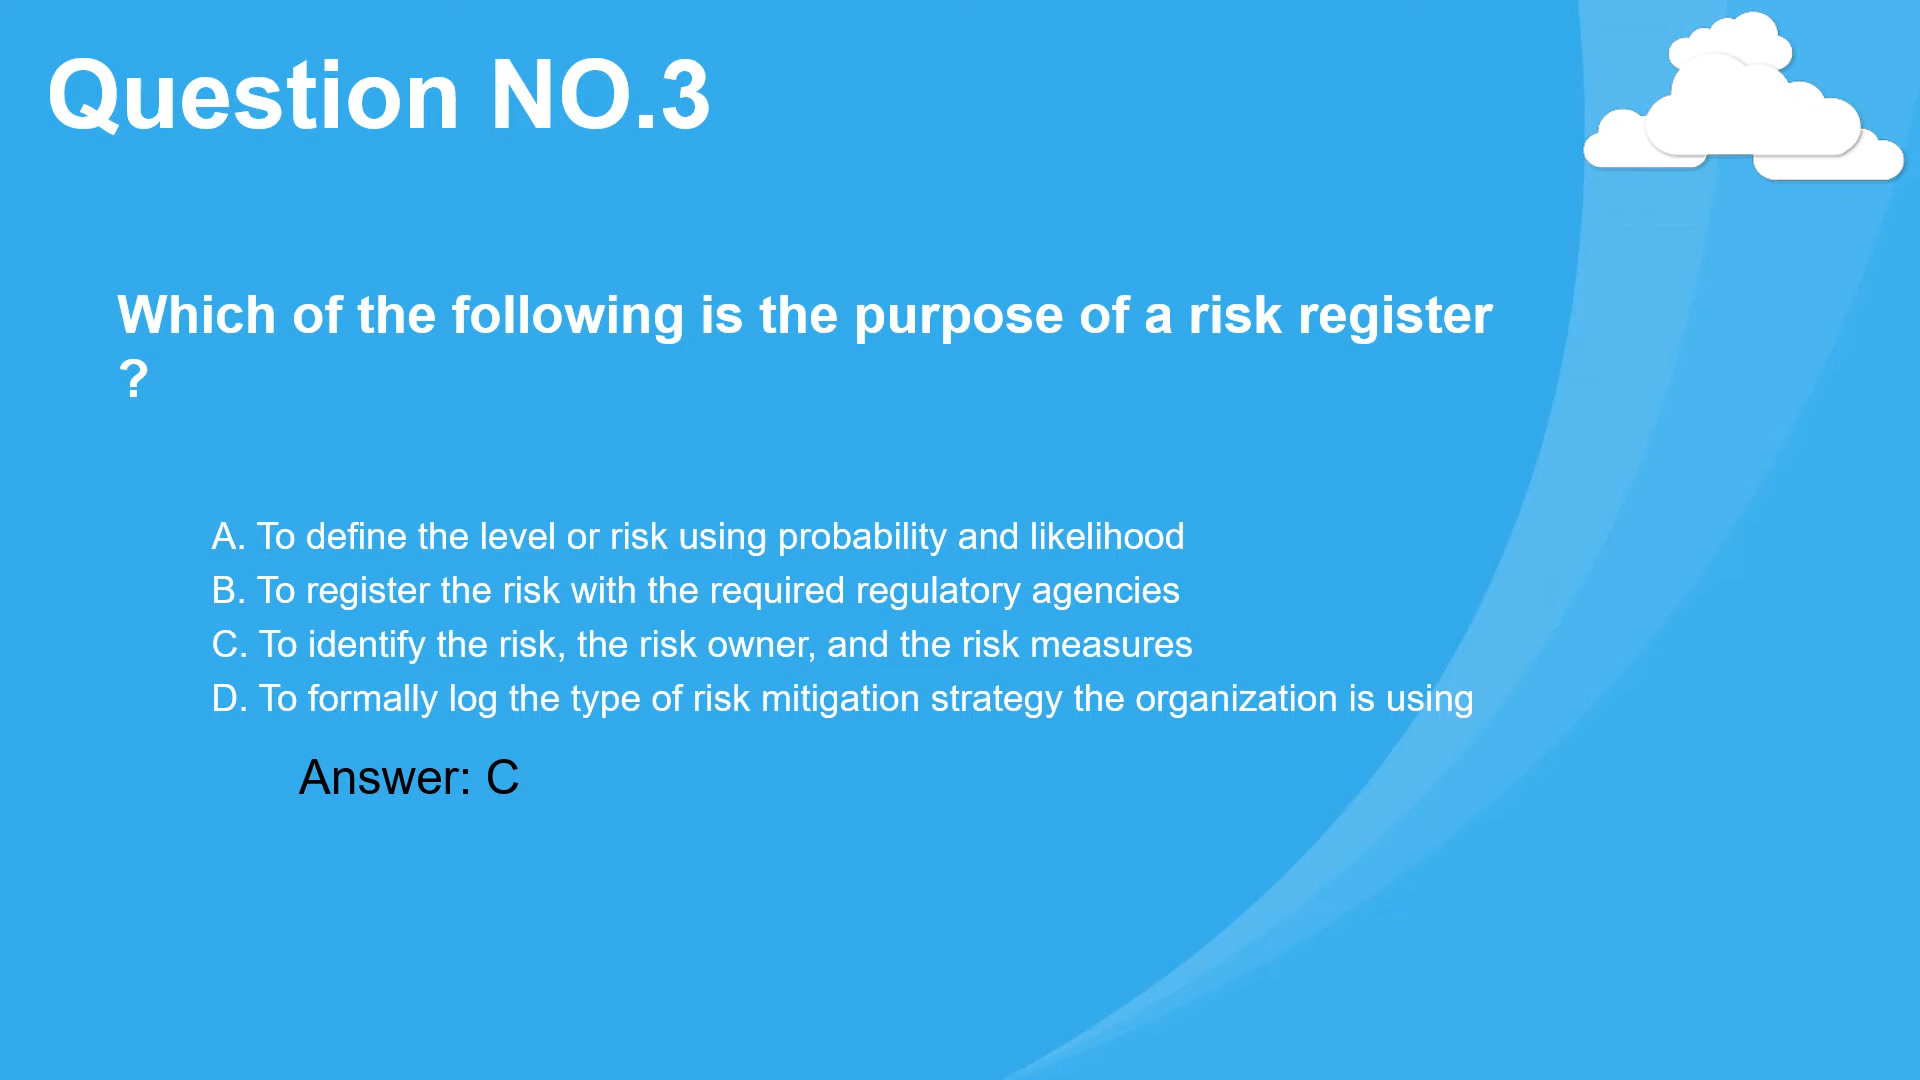 Question NO.3
Which of the following is the purpose of a risk register
?
A. To define the level or risk using probability and likelihood
B. To register the risk with the required regulatory agencies
C. To identify the risk, the risk owner, and the risk measures
D. To formally log the type of risk mitigation strategy the organization is using
Answer: C